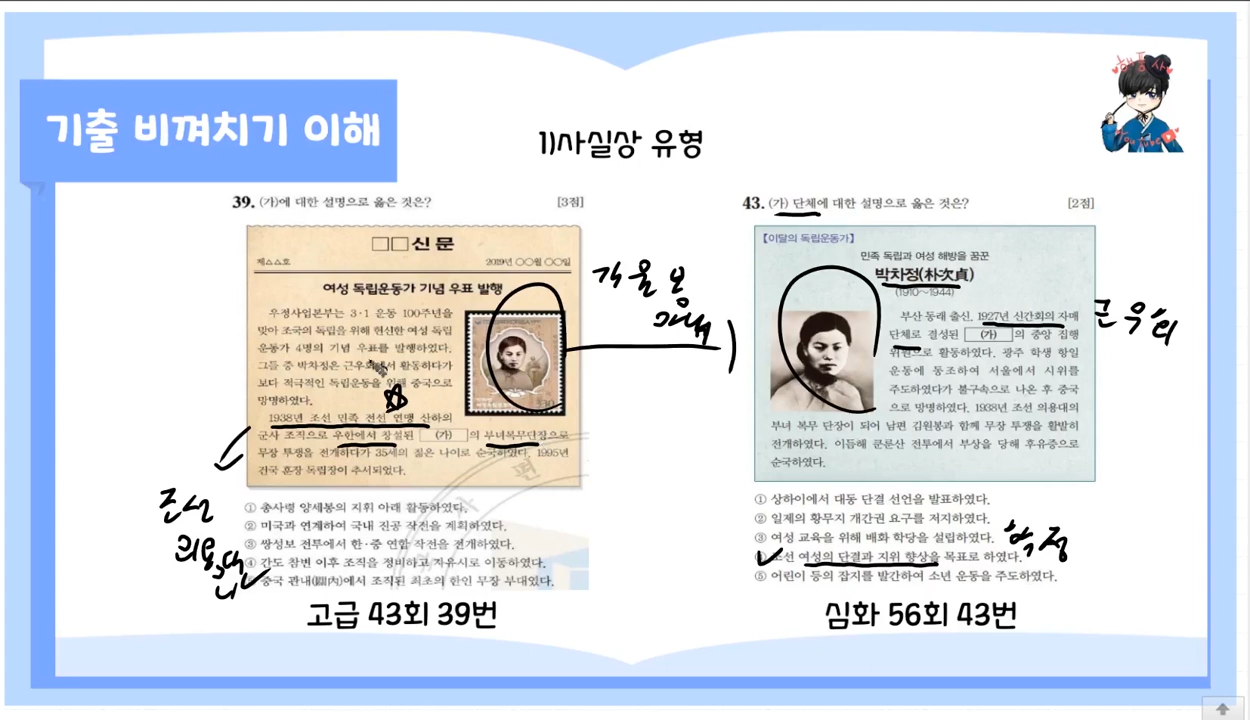 기출 비껴치기 이해
1)사실상 유형
해품사
YouTube
39. (가)에 대한 설명으로 옳은 것은? [3점]
□□신문
제△△호 2019년 ○○월 ○○일
여성 독립운동가 기념 우표 발행
우정사업본부는 3·1 운동 100주년을
맞아 조국의 독립을 위해 헌신한 여성 독립
운동가 4명의 기념 우표를 발행하였다.
그들 중 박차정은 근우회에서 활동하다가
보다 적극적인 독립운동을 위해 중국으로
망명하였다.
1938년 조선 민족 전선 연맹 산하의
군사 조직으로 우한에서 창설된 (가) 의 부녀복무단장으로
무장 투쟁을 전개하다가 35세의 젊은 나이로 순국하였다. 1995년
건국 훈장 독립장이 추서되었다.
조선
의용대
① 총사령 양세봉의 지휘 아래 활동하였다.
② 미국과 연계하여 국내 진공 작전을 계획하였다.
③ 쌍성보 전투에서 한·중 연합 작전을 전개하였다.
④ 간도 참변 이후 조직을 정비하고 자유시로 이동하였다.
중국 관내(關內)에서 조직된 최초의 한인 무장 부대였다.
고급 43회 39번
43. (가) 단체에 대한 설명으로 옳은 것은? [2점]
【이달의 독립운동가】
민족 독립과 여성 해방을 꿈꾼
박차정(朴次貞)
(1910~1944)
부산 동래 출신. 1927년 신간회의 자매
단체로 결성된 (가) 의 중앙 집행
위원으로 활동하였다. 광주 학생 항일
운동에 동조하여 서울에서 시위를
주도하였다가 불구속으로 나온 후 중국
으로 망명하였다. 1938년 조선 의용대의
부녀 복무 단장이 되어 남편 김원봉과 함께 무장 투쟁을 활발히
전개하였다. 이듬해 쿤룬산 전투에서 부상을 당해 후유증으로
순국하였다.
근우회
① 상하이에서 대동 단결 선언을 발표하였다.
② 일제의 황무지 개간권 요구를 저지하였다.
③ 여성 교육을 위해 배화 학당을 설립하였다.
조선 여성의 단결과 지위 향상을 목표로 하였다.
⑤ 어린이 등의 잡지를 발간하여 소년 운동을 주도하였다.
심화 56회 43번